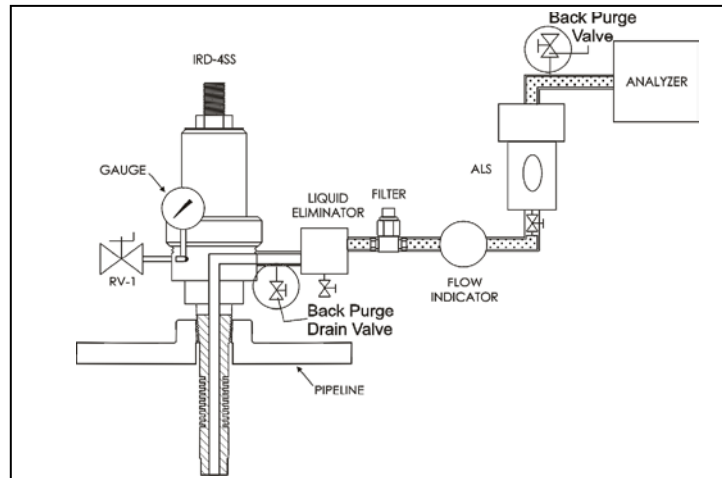 Back Purge
Valve
IRD-4SS
ANALYZER
GAUGE
LIQUID
ELIMINATOR
FILTER
ALS
RV-1
FLOW
INDICATOR
Back Purge
Drain Valve
PIPELINE